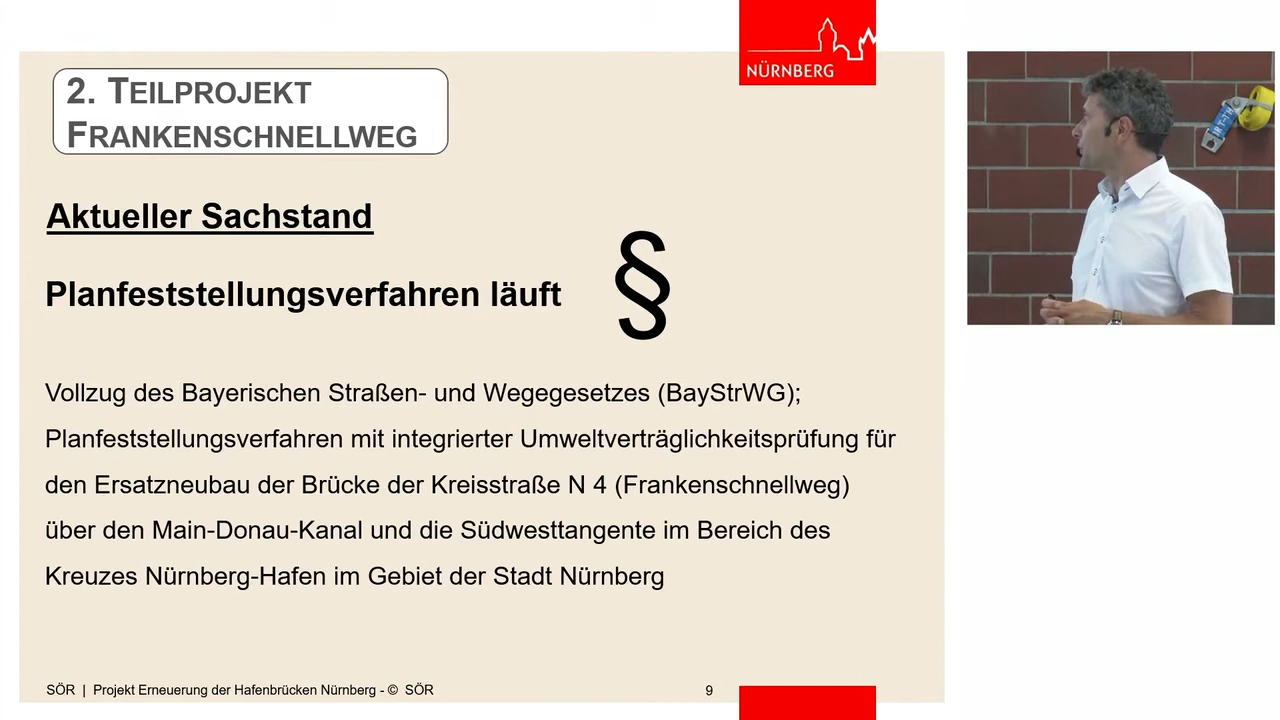 NÜRNBERG
2. TEILPROJEKT
FRANKENSCHNELLWEG
Aktueller Sachstand
Planfeststellungsverfahren läuft §
Vollzug des Bayerischen Straßen- und Wegegesetzes (BayStrWG);
Planfeststellungsverfahren mit integrierter Umweltverträglichkeitsprüfung für
den Ersatzneubau der Brücke der Kreisstraße N 4 (Frankenschnellweg)
über den Main-Donau-Kanal und die Südwesttangente im Bereich des
Kreuzes Nürnberg-Hafen im Gebiet der Stadt Nürnberg
SÖR | Projekt Erneuerung der Hafenbrücken Nürnberg - © SÖR 9